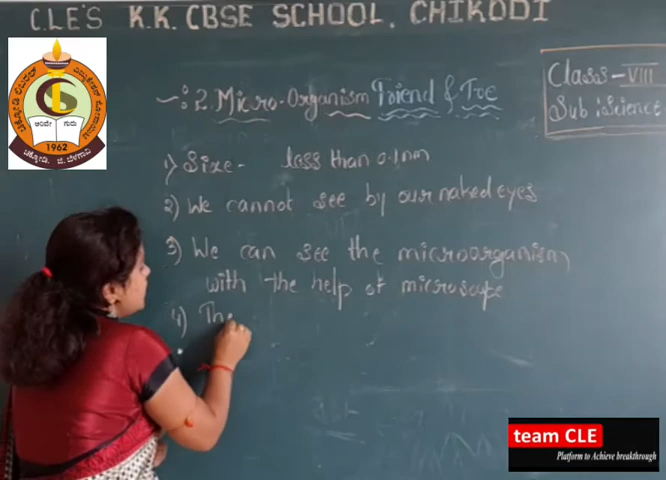 C.L.E'S K.K. CBSE SCHOOL, CHIKODI
Class - VIII
Sub : Science
2. Micro-Organism Friend & Foe
1) Size - less than 0.1nm
2) We cannot see by our naked eyes
3) We can see the microorganism
with the help of microscope
4) The
ಅರಿವೇ ಗುರು
1962
team CLE
Platform to Achieve breakthrough